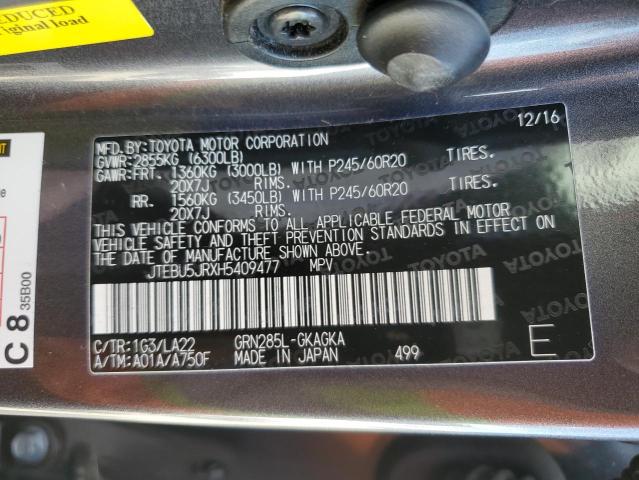 EDUCED
riginal load
12/16
MFD.BY:TOYOTA MOTOR CORPORATION
GVWR:2855KG (6300LB)
GAWR:FRT. 1360KG (3000LB) WITH P245/60R20 TIRES.
20X7J RIMS.
RR. 1560KG (3450LB) WITH P245/60R20 TIRES.
20X7J RIMS.
THIS VEHICLE CONFORMS TO ALL APPLICABLE FEDERAL MOTOR
VEHICLE SAFETY AND THEFT PREVENTION STANDARDS IN EFFECT ON
THE DATE OF MANUFACTURE SHOWN ABOVE.
JTEBU5JRXH5409477 MPV
C/TR:1G3/LA22 GRN285L-GKAGKA
A/TM:A01A/A750F MADE IN JAPAN 499 E
C 8 35B00